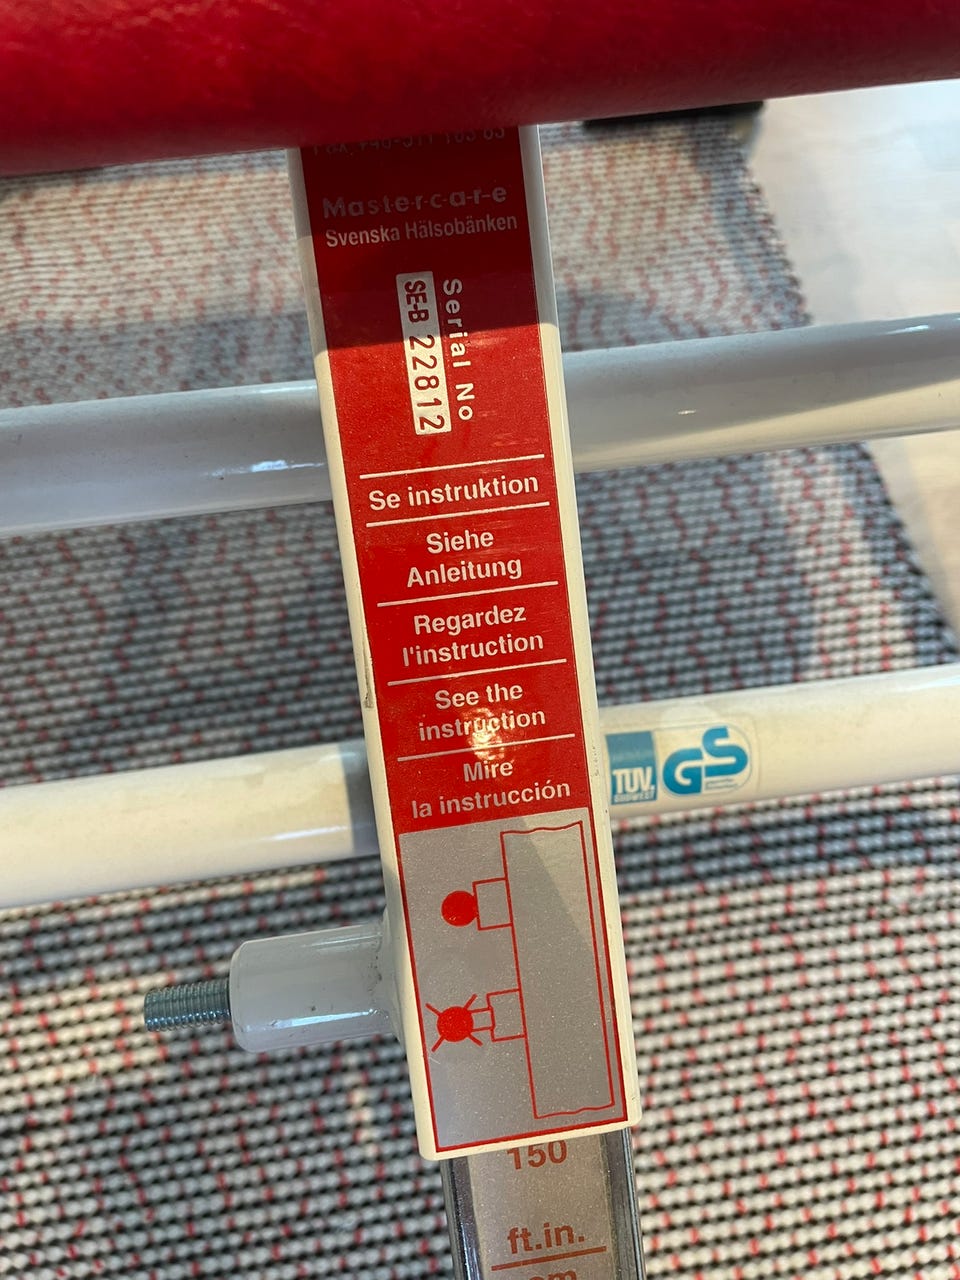 Mastercare
Svenska Hälsobänken
Serial No
SE-B 22812
Se instruktion
Siehe
Anleitung
Regardez
l'instruction
See the
instruction
Mire
la instrucción
TÜV
GS
150
ft.in.
cm